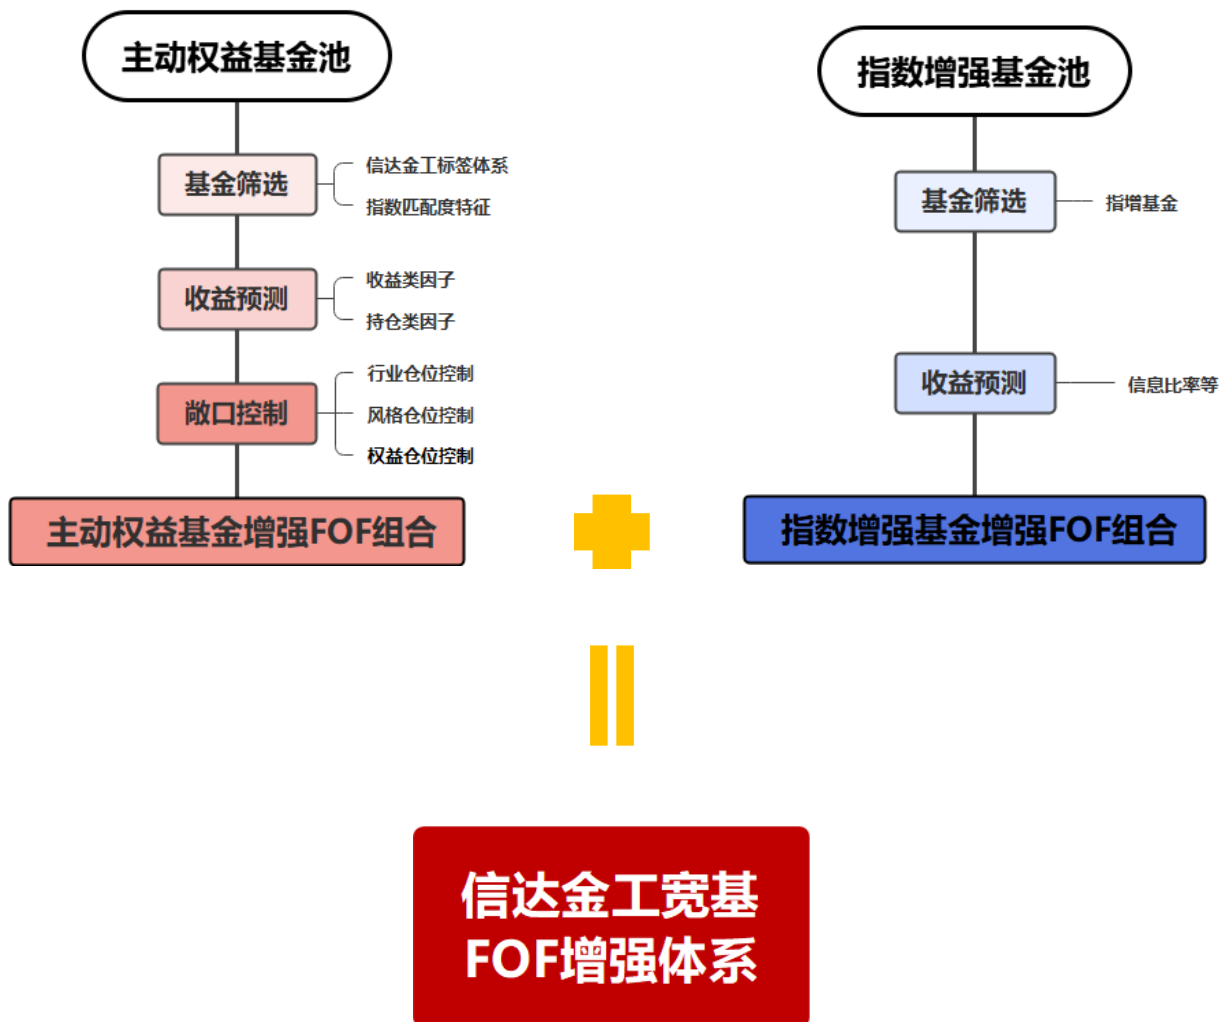 主动权益基金池
基金筛选
信达金工标签体系
指数匹配度特征
收益预测
收益类因子
持仓类因子
敞口控制
行业仓位控制
风格仓位控制
权益仓位控制
主动权益基金增强FOF组合
指数增强基金池
基金筛选
指增基金
收益预测
信息比率等
指数增强基金增强FOF组合
信达金工宽基
FOF增强体系